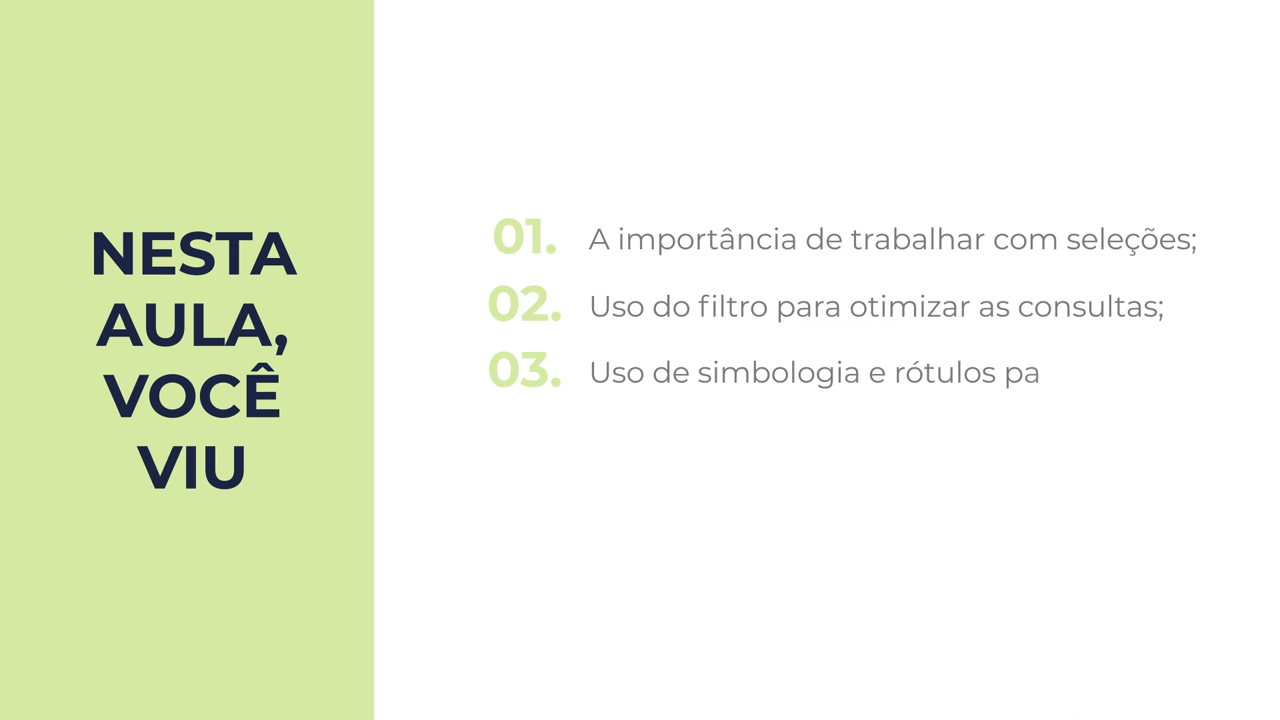 NESTA
AULA,
VOCÊ
VIU
01. A importância de trabalhar com seleções;
02. Uso do filtro para otimizar as consultas;
03. Uso de simbologia e rótulos pa